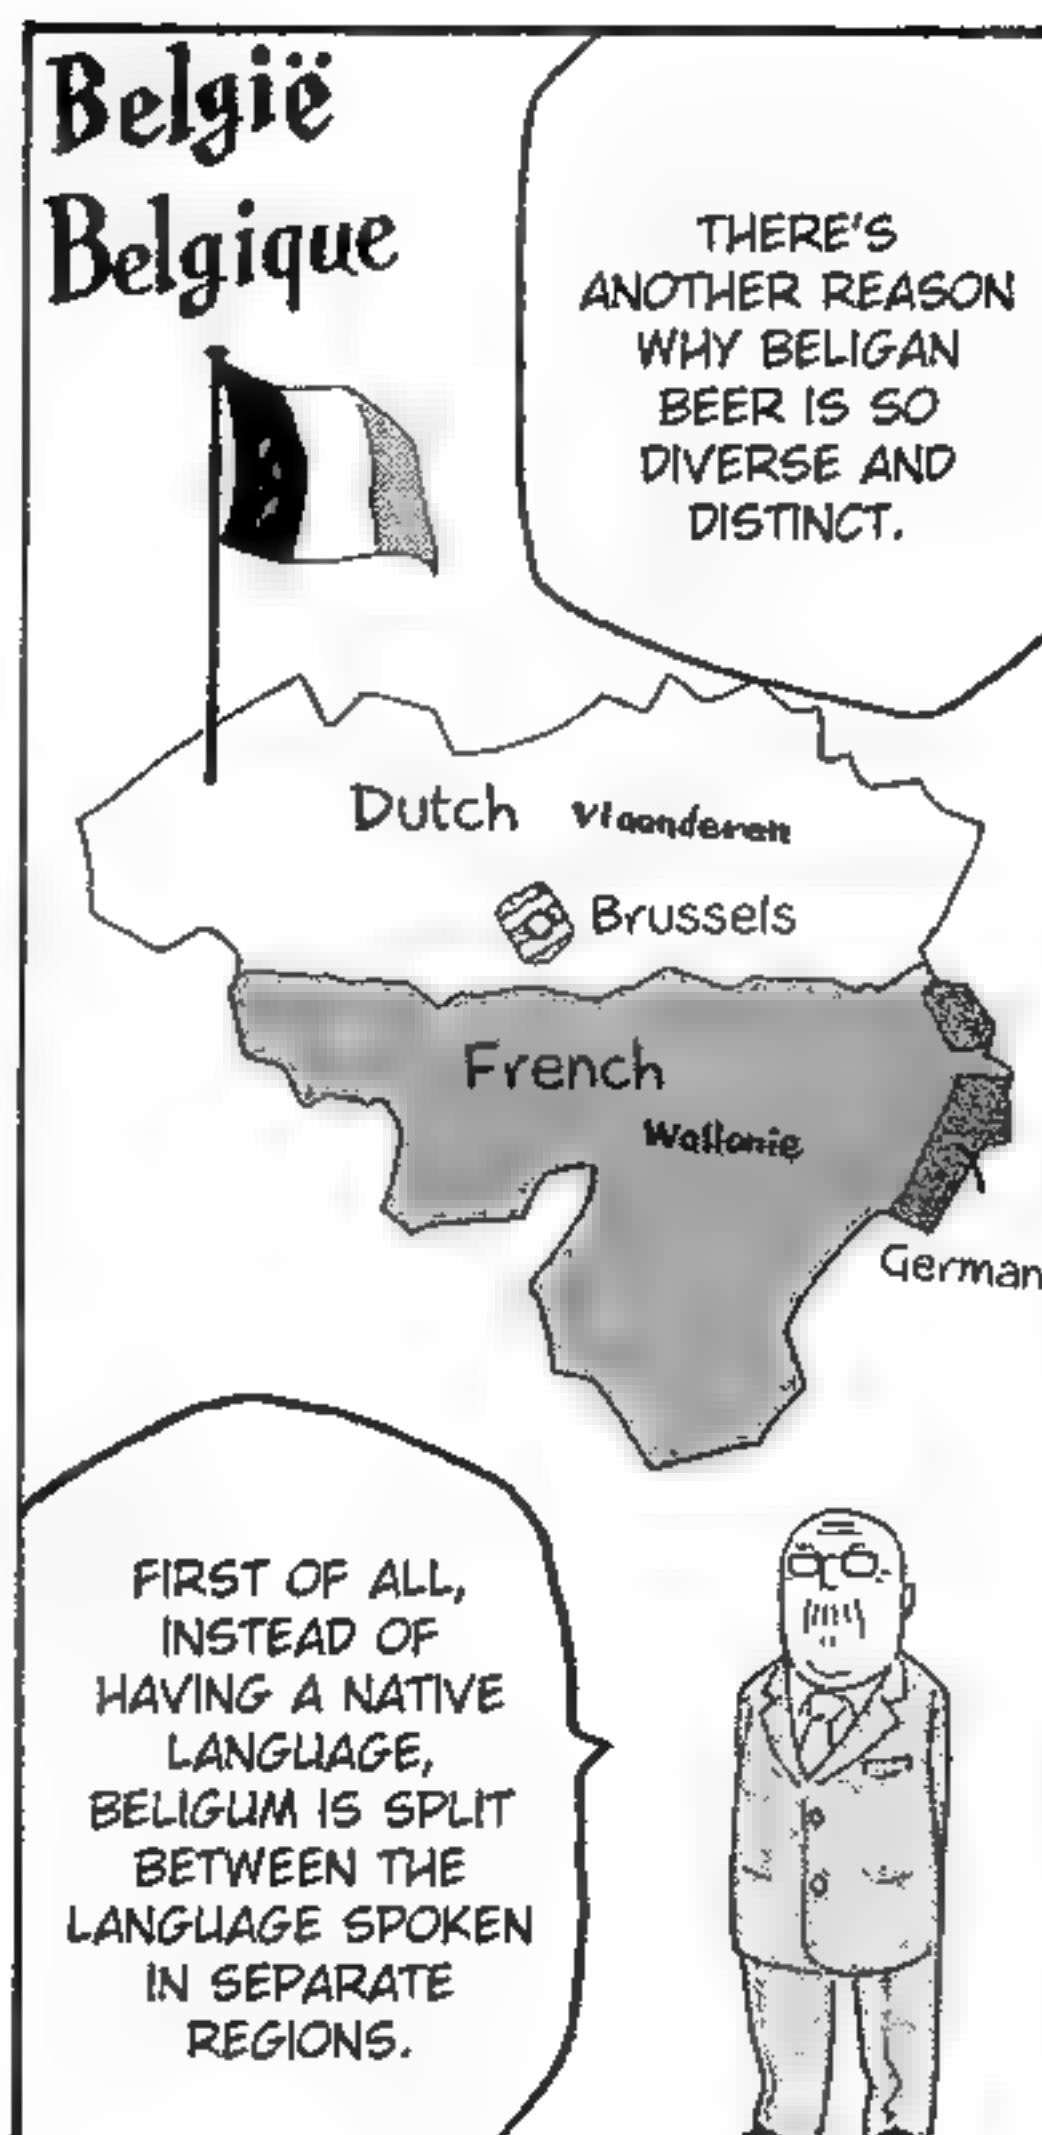 België
Belgique
THERE'S
ANOTHER REASON
WHY BELIGAN
BEER IS SO
DIVERSE AND
DISTINCT.
Dutch Vlaanderen
Brussels
French
Wallonie
German
FIRST OF ALL,
INSTEAD OF
HAVING A NATIVE
LANGUAGE,
BELIGUM IS SPLIT
BETWEEN THE
LANGUAGE SPOKEN
IN SEPARATE
REGIONS.